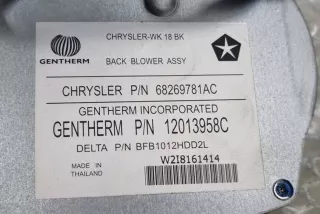 CHRYSLER-WK 18 BK
GENTHERM
BACK BLOWER ASSY
CHRYSLER P/N 68269781AC
GENTHERM INCORPORATED
GENTHERM P/N 12013958C
DELTA P/N BFB1012HDD2L
W2I8161414
MADE IN
THAILAND